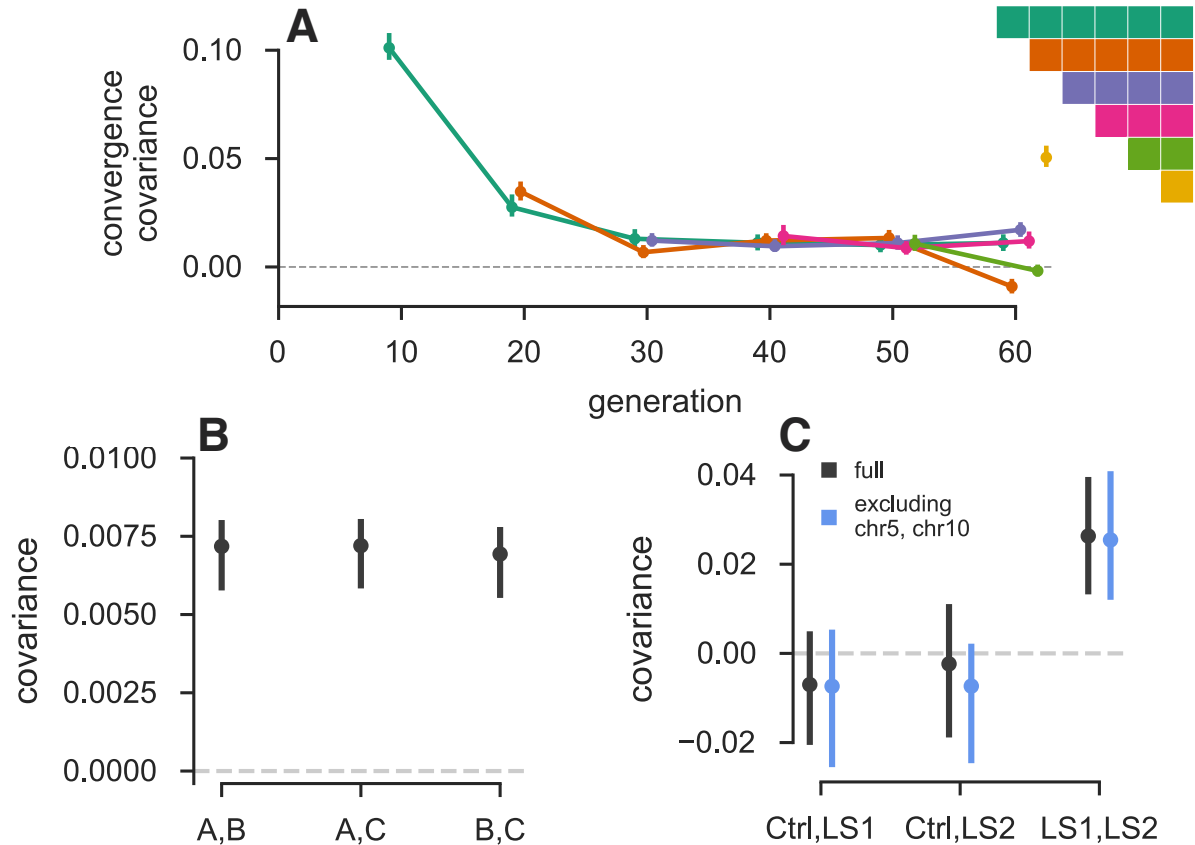 A
convergence
covariance
0.10
0.05
0.00
0 10 20 30 40 50 60
generation
B
covariance
0.0100
0.0075
0.0050
0.0025
0.0000
A,B A,C B,C
C
full
excluding
chr5, chr10
covariance
0.04
0.02
0.00
−0.02
Ctrl,LS1 Ctrl,LS2 LS1,LS2